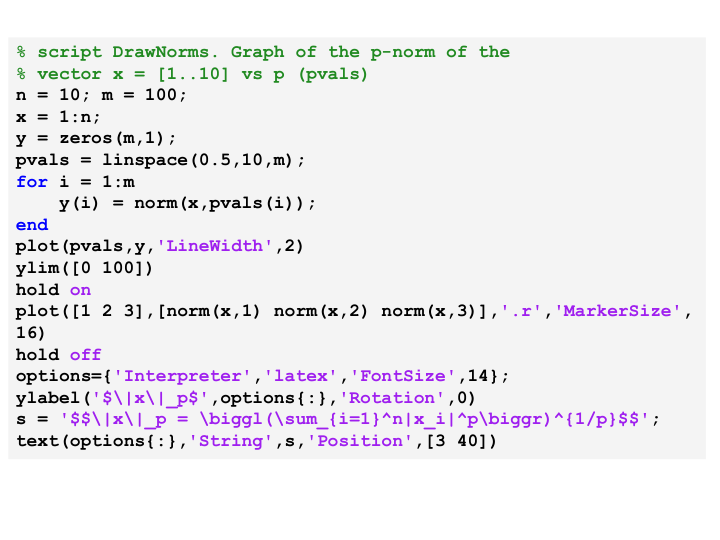 % script DrawNorms. Graph of the p-norm of the
% vector x = [1..10] vs p (pvals)
n = 10; m = 100;
x = 1:n;
y = zeros(m,1);
pvals = linspace(0.5,10,m);
for i = 1:m
    y(i) = norm(x,pvals(i));
end
plot(pvals,y,'LineWidth',2)
ylim([0 100])
hold on
plot([1 2 3],[norm(x,1) norm(x,2) norm(x,3)],'.r','MarkerSize',
16)
hold off
options={'Interpreter','latex','FontSize',14};
ylabel('$\|x\|_p$',options{:},'Rotation',0)
s = '$$\|x\|_p = \biggl(\sum_{i=1}^n|x_i|^p\biggr)^{1/p}$$';
text(options{:},'String',s,'Position',[3 40])